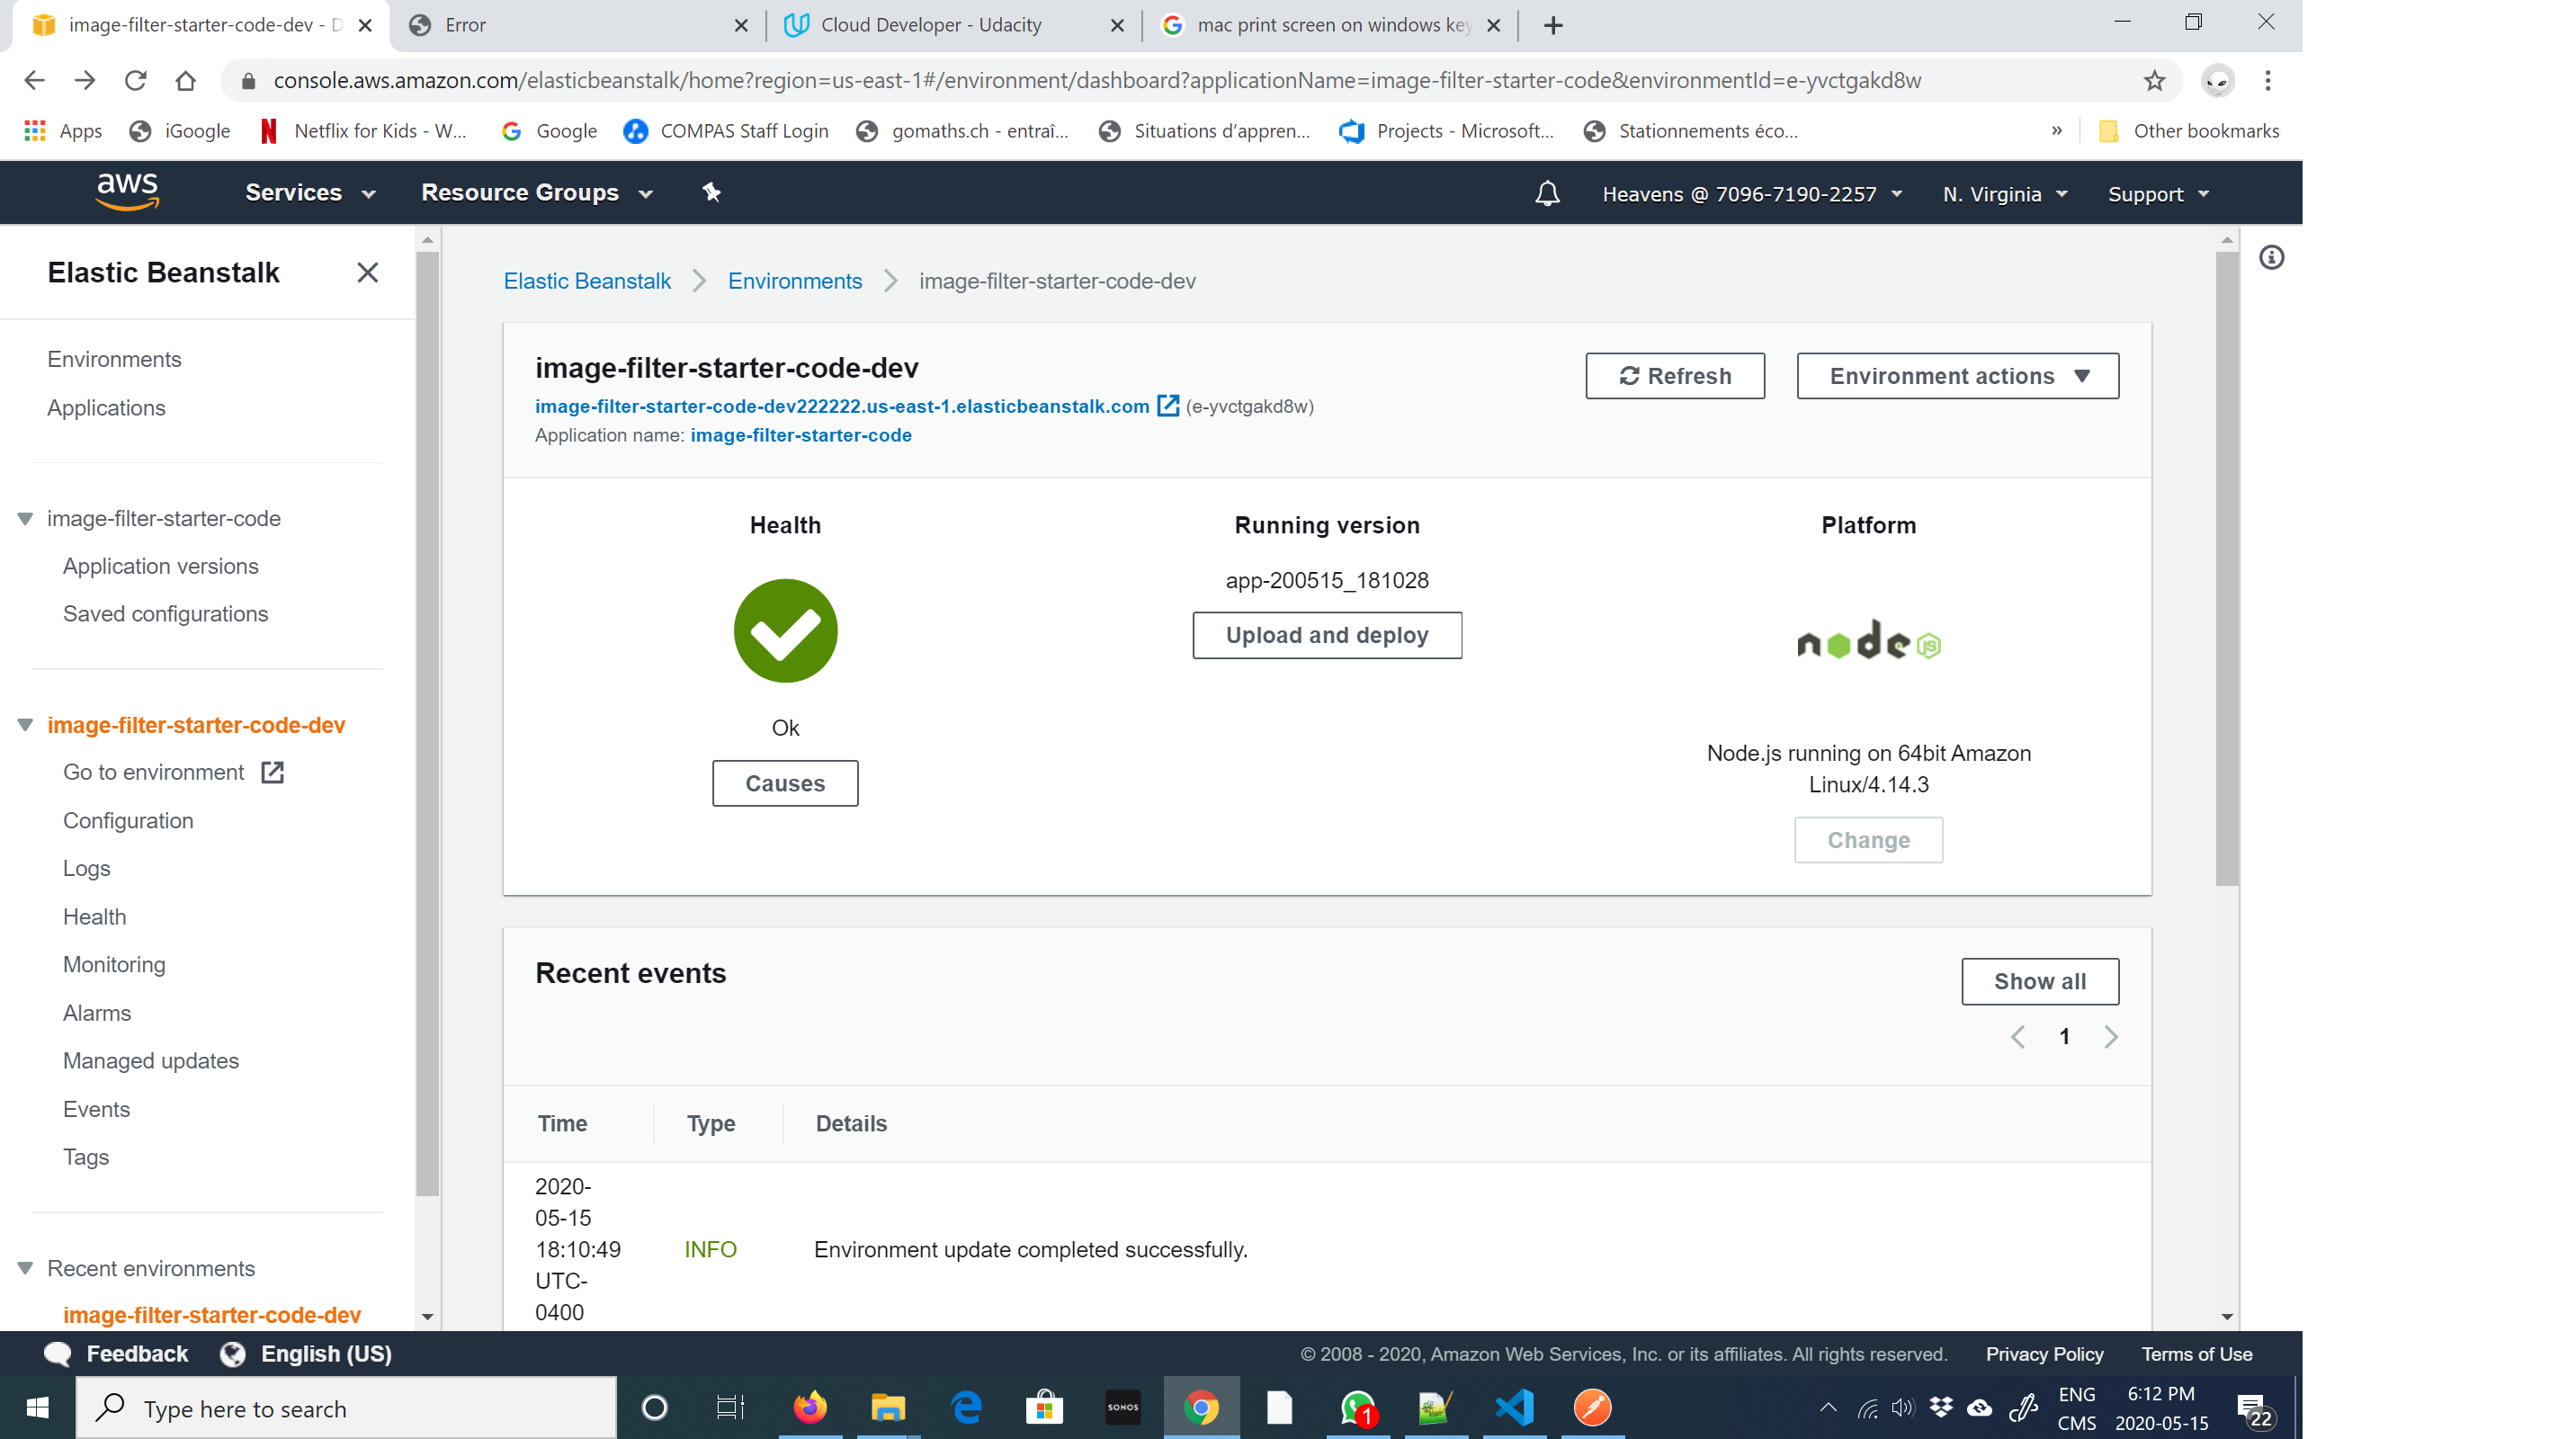 image-filter-starter-code-dev - D
Error
Cloud Developer - Udacity
mac print screen on windows key
console.aws.amazon.com/elasticbeanstalk/home?region=us-east-1#/environment/dashboard?applicationName=image-filter-starter-code&environmentId=e-yvctgakd8w
Apps
iGoogle
Netflix for Kids - W...
Google
COMPAS Staff Login
gomaths.ch - entraî...
Situations d'appren...
Projects - Microsoft...
Stationnements éco...
»
Other bookmarks
aws
Services
Resource Groups
Heavens @ 7096-7190-2257
N. Virginia
Support
Elastic Beanstalk
Environments
Applications
image-filter-starter-code
Application versions
Saved configurations
image-filter-starter-code-dev
Go to environment
Configuration
Logs
Health
Monitoring
Alarms
Managed updates
Events
Tags
Recent environments
image-filter-starter-code-dev
Elastic Beanstalk
Environments
image-filter-starter-code-dev
image-filter-starter-code-dev
image-filter-starter-code-dev222222.us-east-1.elasticbeanstalk.com (e-yvctgakd8w)
Application name: image-filter-starter-code
Refresh
Environment actions
Health
Ok
Causes
Running version
app-200515_181028
Upload and deploy
Platform
node JS
Node.js running on 64bit Amazon
Linux/4.14.3
Change
Recent events
Show all
1
Time
Type
Details
2020-
05-15
18:10:49
UTC-
0400
INFO
Environment update completed successfully.
Feedback
English (US)
© 2008 - 2020, Amazon Web Services, Inc. or its affiliates. All rights reserved.
Privacy Policy
Terms of Use
Type here to search
SONOS
1
ENG
CMS
6:12 PM
2020-05-15
22